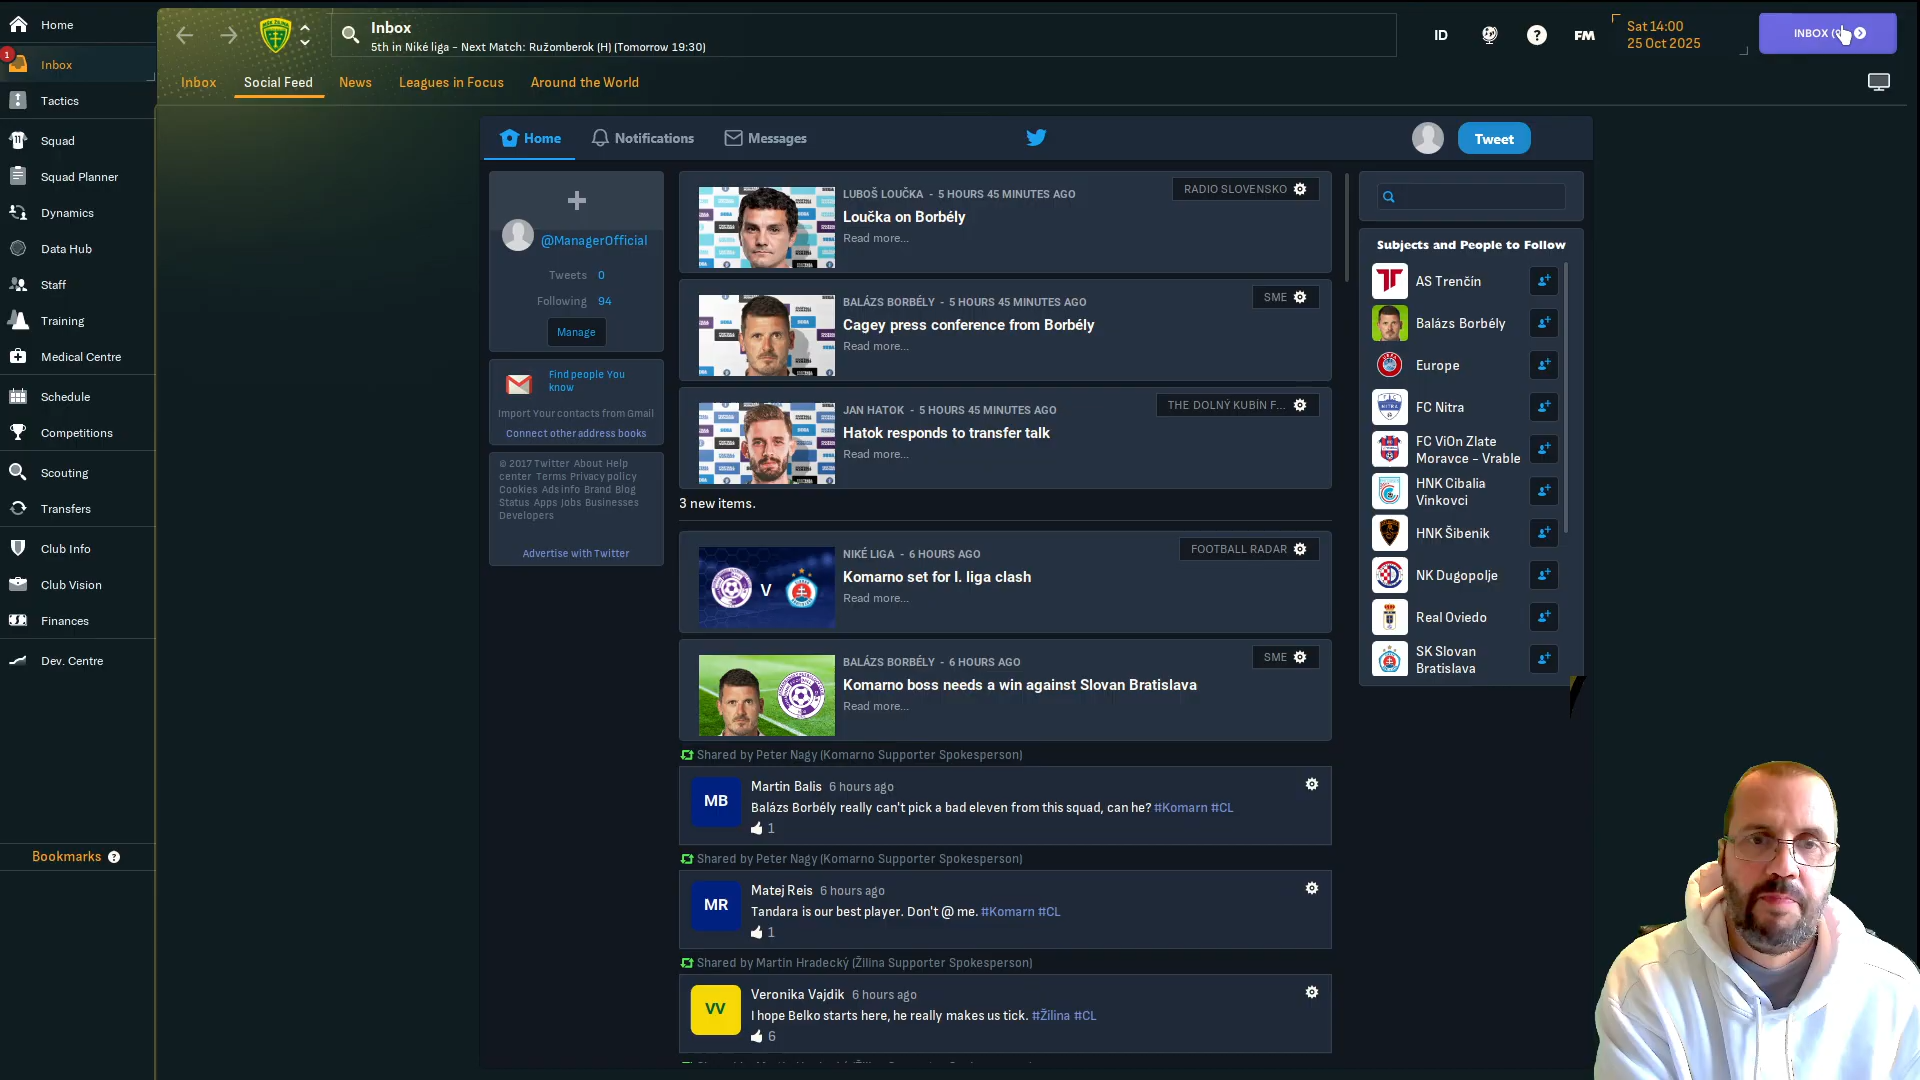 Home
1
Inbox
Tactics
Squad
Squad Planner
Dynamics
Data Hub
Staff
Training
Medical Centre
Schedule
Competitions
Scouting
Transfers
Club Info
Club Vision
Finances
Dev. Centre
Bookmarks ?
Inbox
5th in Niké liga - Next Match: Ružomberok (H) (Tomorrow 19:30)
ID
?
FM
Sat 14:00
25 Oct 2025
INBOX
Inbox
Social Feed
News
Leagues in Focus
Around the World
Home
Notifications
Messages
Tweet
@ManagerOfficial
Tweets 0
Following 94
Manage
Find people You
know
Import Your contacts from Gmail
Connect other address books
© 2017 Twitter About Help
center Terms Privacy policy
Cookies Ads info Brand Blog
Status Apps Jobs Businesses
Developers
Advertise with Twitter
LUBOŠ LOUČKA - 5 HOURS 45 MINUTES AGO
RADIO SLOVENSKO
Loučka on Borbély
Read more...
BALÁZS BORBÉLY - 5 HOURS 45 MINUTES AGO
SME
Cagey press conference from Borbély
Read more...
JAN HATOK - 5 HOURS 45 MINUTES AGO
THE DOLNÝ KUBÍN F...
Hatok responds to transfer talk
Read more...
3 new items.
NIKÉ LIGA - 6 HOURS AGO
FOOTBALL RADAR
V
Komarno set for I. liga clash
Read more...
BALÁZS BORBÉLY - 6 HOURS AGO
SME
Komarno boss needs a win against Slovan Bratislava
Read more...
Shared by Peter Nagy (Komarno Supporter Spokesperson)
MB
Martin Balis 6 hours ago
Balázs Borbély really can't pick a bad eleven from this squad, can he? #Komarn #CL
1
Shared by Peter Nagy (Komarno Supporter Spokesperson)
MR
Matej Reis 6 hours ago
Tandara is our best player. Don't @ me. #Komarn #CL
1
Shared by Martin Hradecký (Žilina Supporter Spokesperson)
VV
Veronika Vajdik 6 hours ago
I hope Belko starts here, he really makes us tick. #Žilina #CL
6
Subjects and People to Follow
AS Trenčín
Balázs Borbély
Europe
FC Nitra
FC ViOn Zlate
Moravce - Vrable
HNK Cibalia
Vinkovci
HNK Šibenik
NK Dugopolje
Real Oviedo
SK Slovan
Bratislava